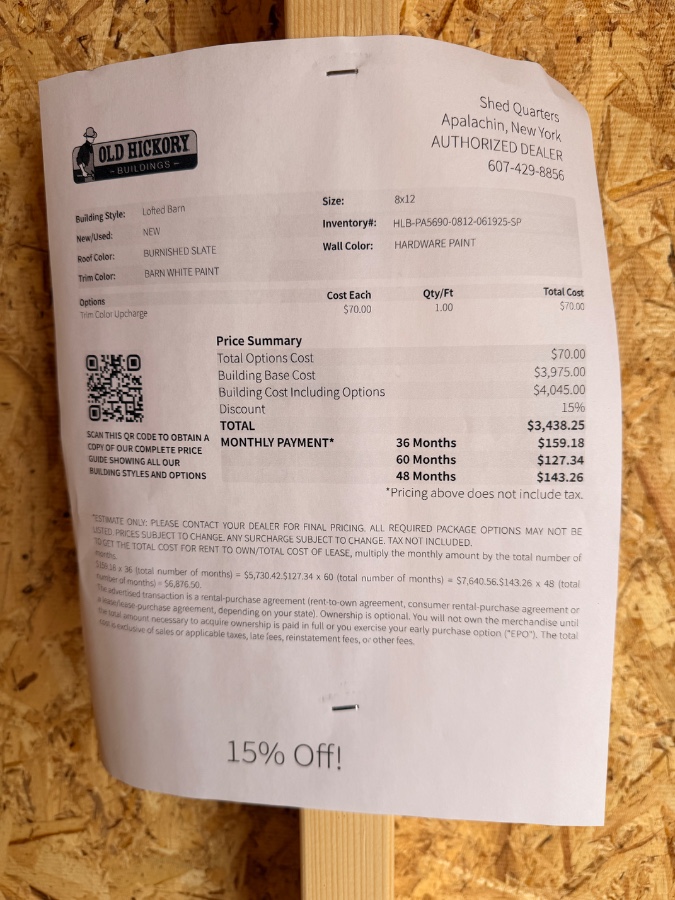 Shed Quarters
Apalachin, New York
AUTHORIZED DEALER
607-429-8856
OLD HICKORY
- BUILDINGS -
Building Style: Lofted Barn
Size: 8x12
New/Used: NEW
Inventory#: HLB-PA5690-0812-061925-SP
Roof Color: BURNISHED SLATE
Wall Color: HARDWARE PAINT
Trim Color: BARN WHITE PAINT
Options Cost Each Qty/Ft Total Cost
Trim Color Upcharge $70.00 1.00 $70.00
Price Summary
Total Options Cost $70.00
Building Base Cost $3,975.00
Building Cost Including Options $4,045.00
Discount 15%
TOTAL $3,438.25
MONTHLY PAYMENT* 36 Months $159.18
60 Months $127.34
48 Months $143.26
*Pricing above does not include tax.
SCAN THIS QR CODE TO OBTAIN A
COPY OF OUR COMPLETE PRICE
GUIDE SHOWING ALL OUR
BUILDING STYLES AND OPTIONS
*ESTIMATE ONLY: PLEASE CONTACT YOUR DEALER FOR FINAL PRICING. ALL REQUIRED PACKAGE OPTIONS MAY NOT BE
LISTED. PRICES SUBJECT TO CHANGE. ANY SURCHARGE SUBJECT TO CHANGE. TAX NOT INCLUDED.
TO GET THE TOTAL COST FOR RENT TO OWN/TOTAL COST OF LEASE, multiply the monthly amount by the total number of
months.
$159.18 x 36 (total number of months) = $5,730.42.$127.34 x 60 (total number of months) = $7,640.56.$143.26 x 48 (total
number of months) = $6,876.50.
The advertised transaction is a rental-purchase agreement (rent-to-own agreement, consumer rental-purchase agreement or
a lease/lease-purchase agreement, depending on your state). Ownership is optional. You will not own the merchandise until
the total amount necessary to acquire ownership is paid in full or you exercise your early purchase option ("EPO"). The total
cost is exclusive of sales or applicable taxes, late fees, reinstatement fees, or other fees.
15% Off!